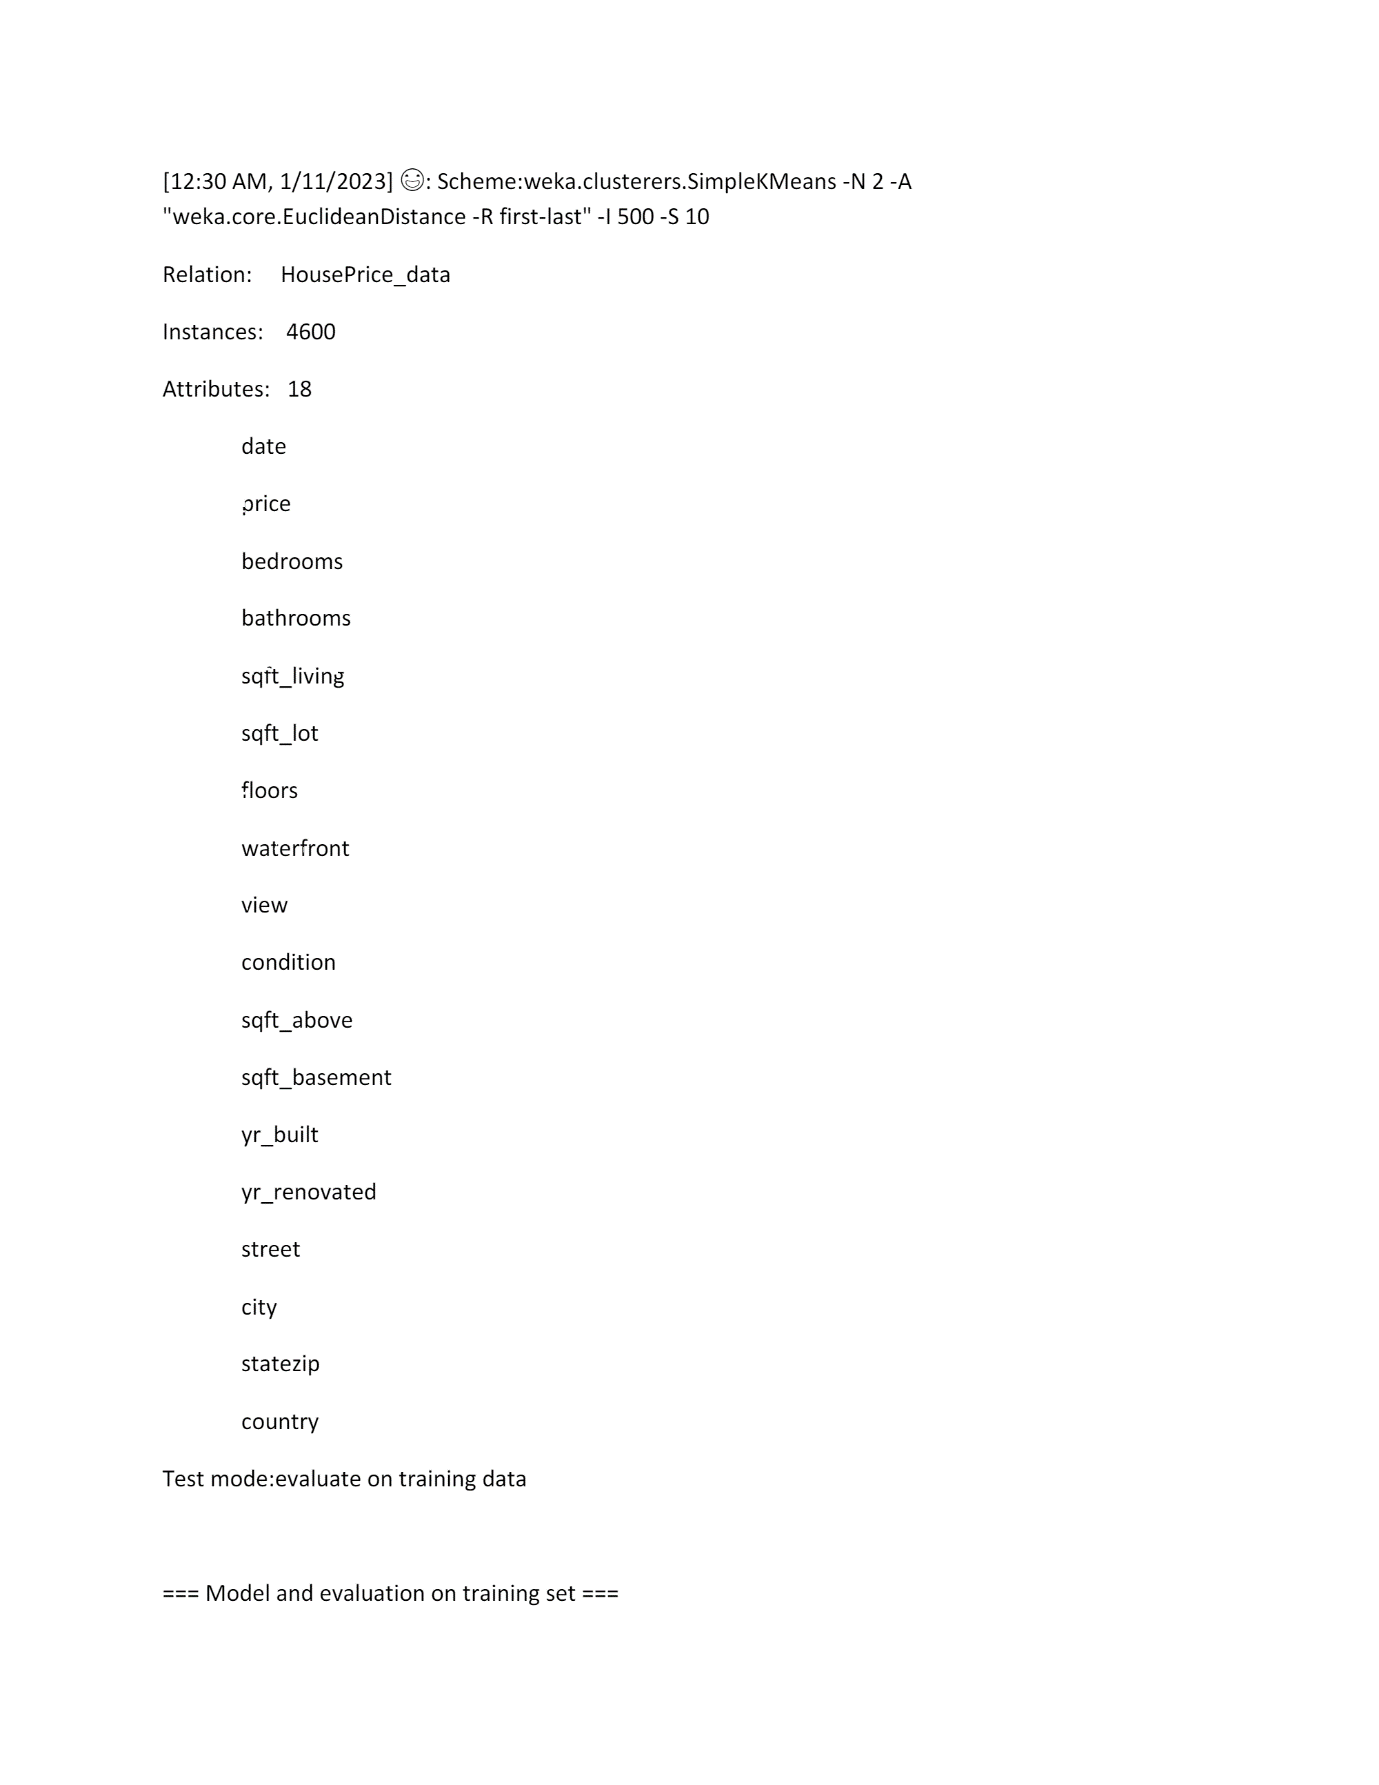 [12:30 AM, 1/11/2023] 😃: Scheme:weka.clusterers.SimpleKMeans -N 2 -A
"weka.core.EuclideanDistance -R first-last" -I 500 -S 10
Relation: HousePrice_data
Instances: 4600
Attributes: 18
date
price
bedrooms
bathrooms
sqft_living
sqft_lot
floors
waterfront
view
condition
sqft_above
sqft_basement
yr_built
yr_renovated
street
city
statezip
country
Test mode:evaluate on training data
=== Model and evaluation on training set ===